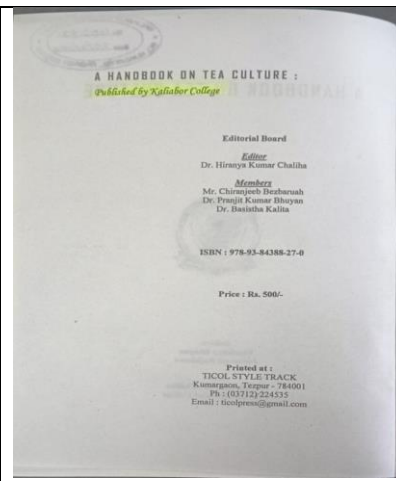 A HANDBOOK ON TEA CULTURE :
Published by Kaliabor College
Editorial Board
Editor
Dr. Hiranya Kumar Chaliha
Members
Mr. Chiranjeeb Bezbaruah
Dr. Pranjit Kumar Bhuyan
Dr. Basistha Kalita
ISBN : 978-93-84388-27-0
Price : Rs. 500/-
Printed at :
TICOL STYLE TRACK
Kumargaon, Tezpur - 784001
Ph : (03712) 224535
Email : ticolpress@gmail.com